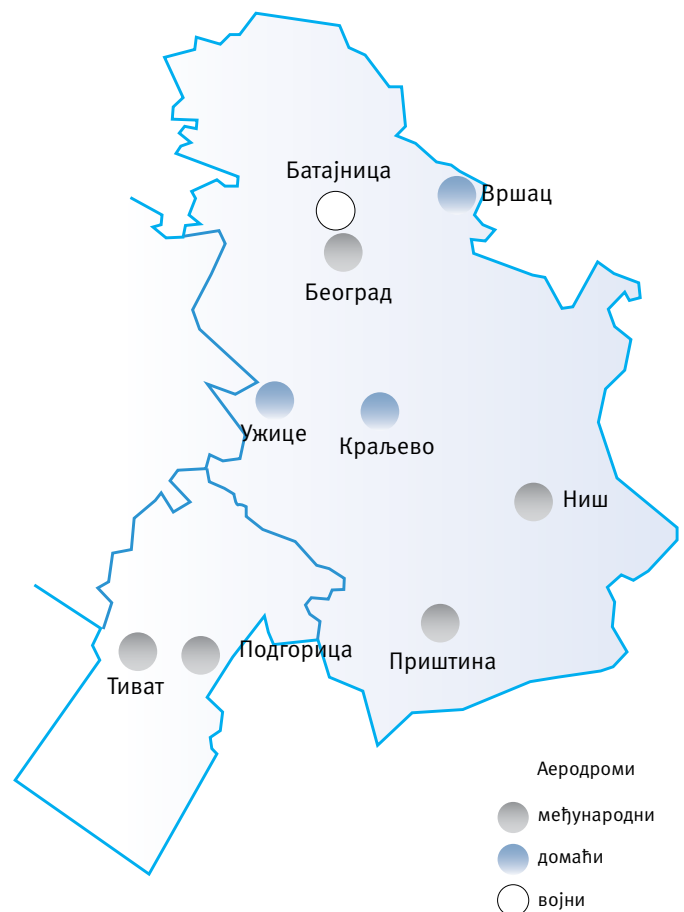 Батајница
Вршац
Београд
Ужице
Краљево
Ниш
Подгорица
Приштина
Тиват
Аеродроми
међународни
домаћи
војни